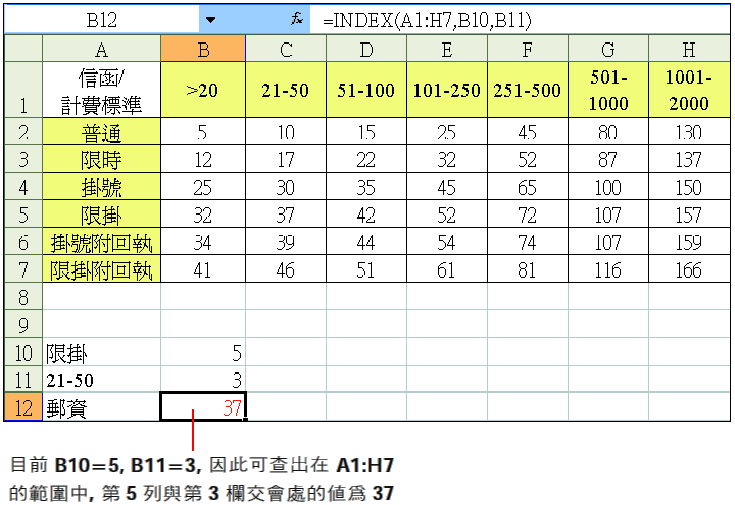 B12 fx =INDEX(A1:H7,B10,B11)
A B C D E F G H
1 信函/
計費標準 >20 21-50 51-100 101-250 251-500 501-
1000 1001-
2000
2 普通 5 10 15 25 45 80 130
3 限時 12 17 22 32 52 87 137
4 掛號 25 30 35 45 65 100 150
5 限掛 32 37 42 52 72 107 157
6 掛號附回執 34 39 44 54 74 107 159
7 限掛附回執 41 46 51 61 81 116 166
8
9
10 限掛 5
11 21-50 3
12 郵資 37
目前 B10=5, B11=3, 因此可查出在 A1:H7
的範圍中, 第 5 列與第 3 欄交會處的值爲 37